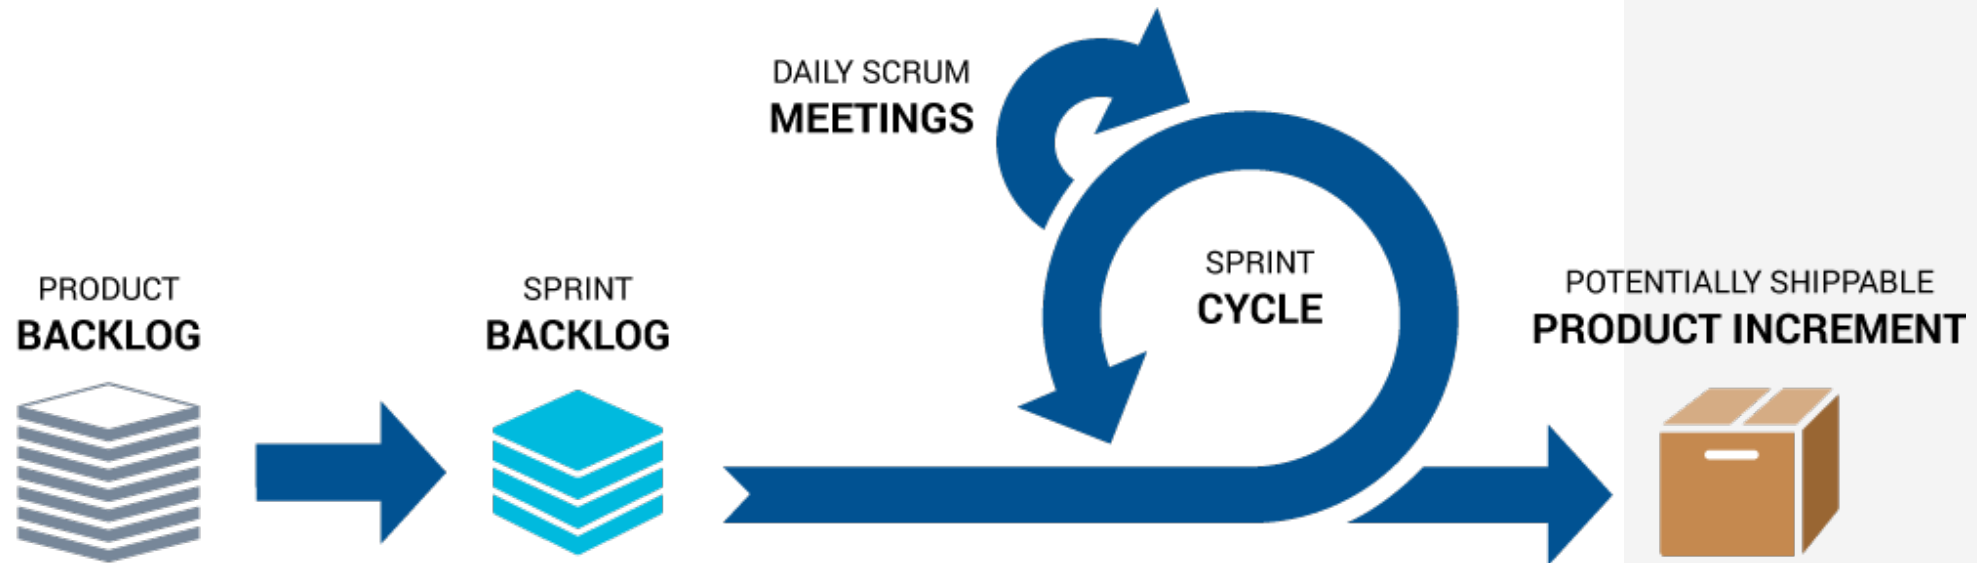 PRODUCT
BACKLOG
SPRINT
BACKLOG
DAILY SCRUM
MEETINGS
SPRINT
CYCLE
POTENTIALLY SHIPPABLE
PRODUCT INCREMENT